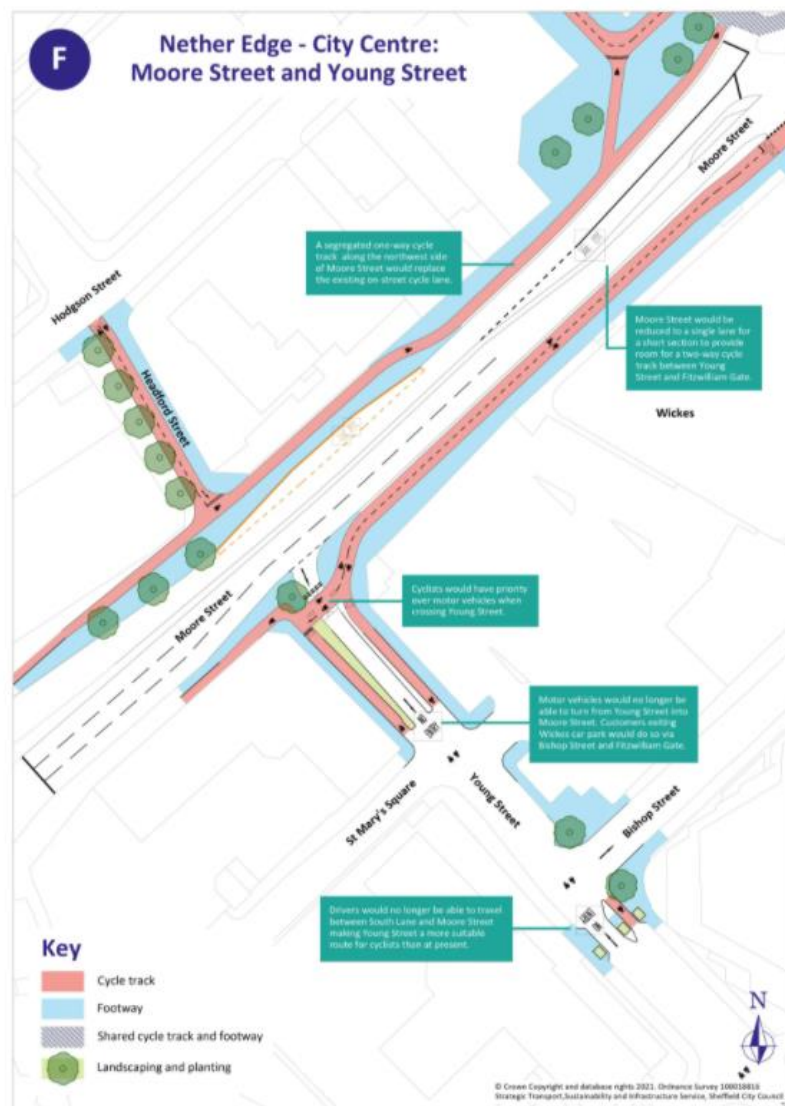 F
Nether Edge - City Centre:
Moore Street and Young Street
Moore Street
A segregated one-way cycle
track along the northwest side
of Moore Street would replace
the existing on-street cycle lane.
Hodgson Street
Headford Street
Moore Street would be
reduced to a single lane for
a short section to provide
room for a two-way cycle
track between Young
Street and Fitzwilliam Gate.
Wickes
Cyclists would have priority
over motor vehicles when
crossing Young Street.
Moore Street
Motor vehicles would no longer be
able to turn from Young Street into
Moore Street. Customers exiting
Wickes car park would do so via
Bishop Street and Fitzwilliam Gate.
St Mary's Square
Young Street
Bishop Street
Drivers would no longer be able to travel
between South Lane and Moore Street
making Young Street a more suitable
route for cyclists than at present.
Key
Cycle track
Footway
Shared cycle track and footway
Landscaping and planting
N
© Crown Copyright and database rights 2021. Ordnance Survey 100018816
Strategic Transport,Sustainability and Infrastructure Service, Sheffield City Council